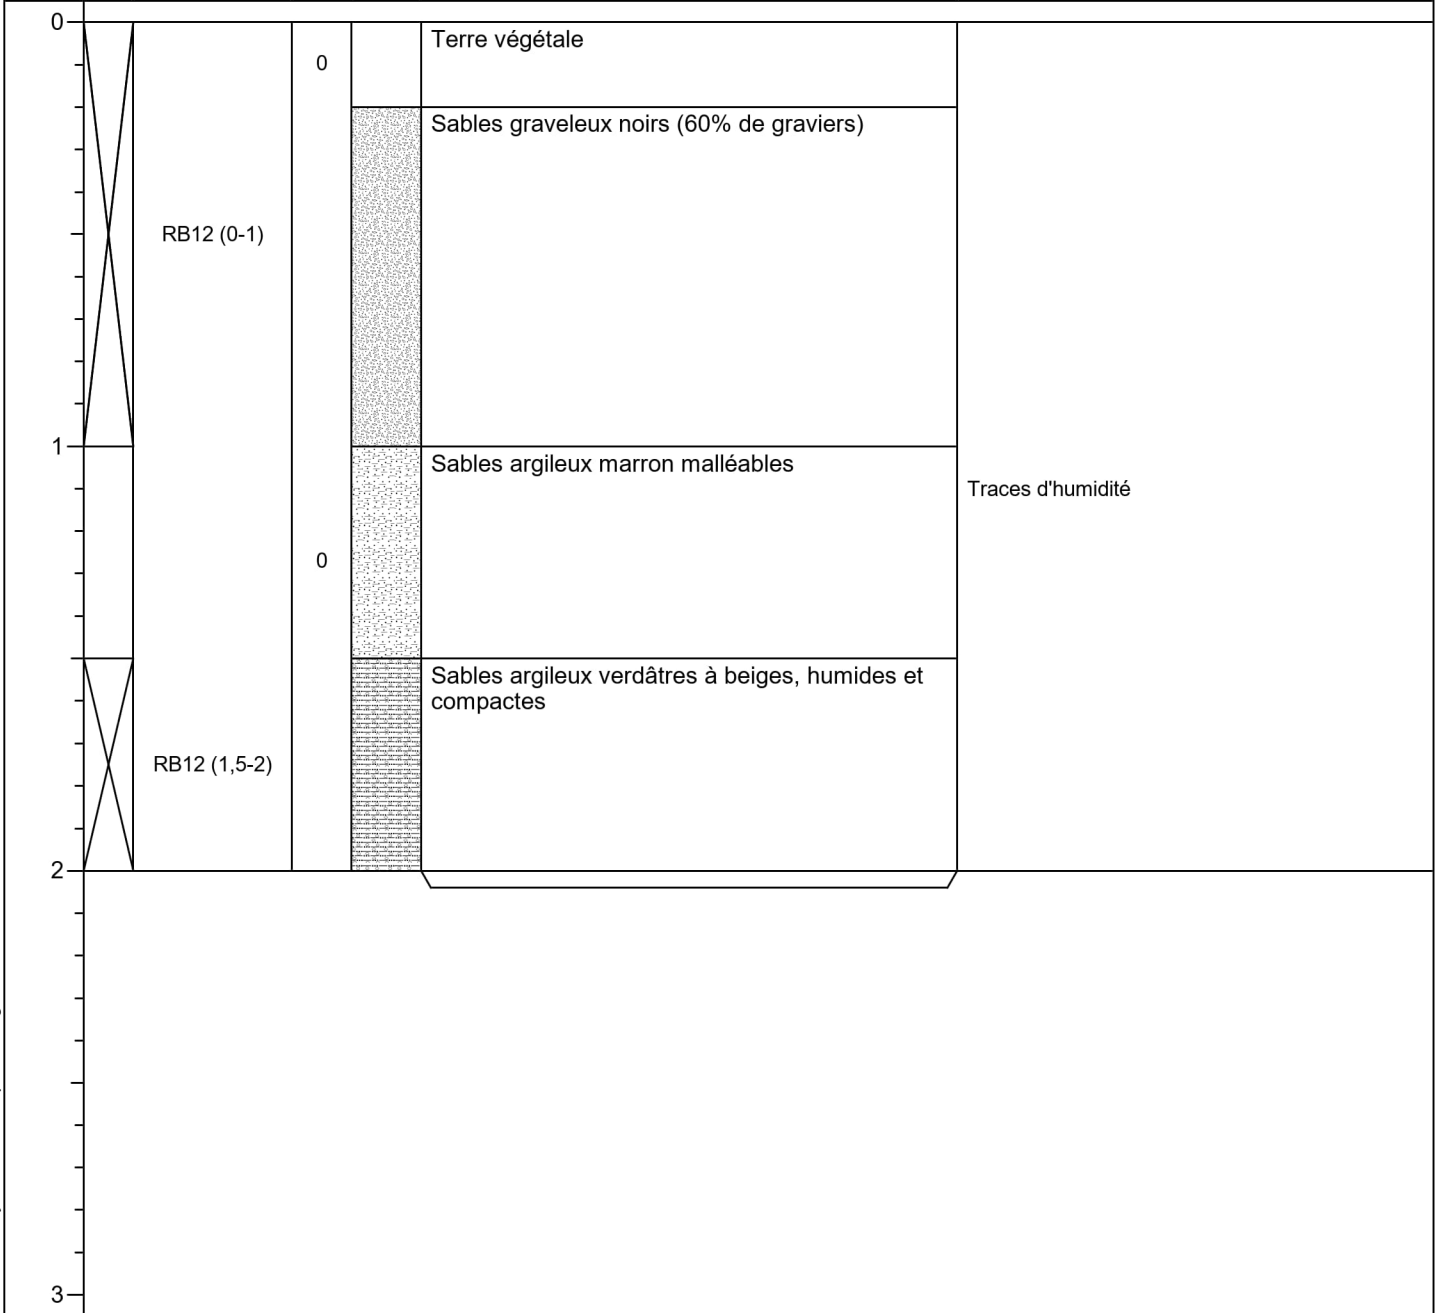 0
Terre végétale
0
Sables graveleux noirs (60% de graviers)
RB12 (0-1)
1
Sables argileux marron malléables
Traces d'humidité
0
Sables argileux verdâtres à beiges, humides et
compactes
RB12 (1,5-2)
2
3